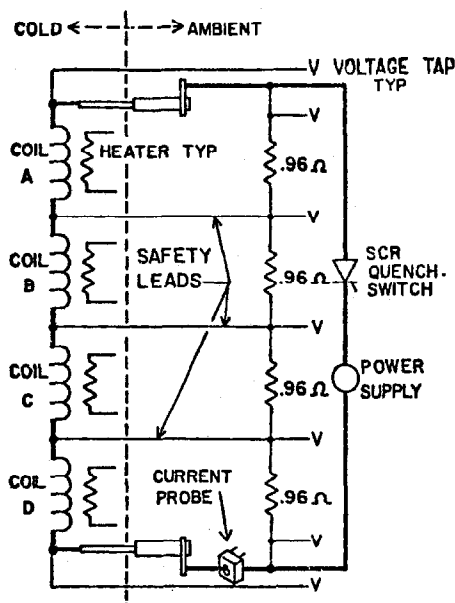 COLD AMBIENT
V VOLTAGE TAP
TYP
V
COIL
A
HEATER TYP
.96Ω
V
COIL
B
SAFETY
LEADS
.96Ω
SCR
QUENCH.
SWITCH
V
COIL
C
.96Ω
POWER
SUPPLY
V
COIL
D
CURRENT
PROBE
.96Ω
V
V